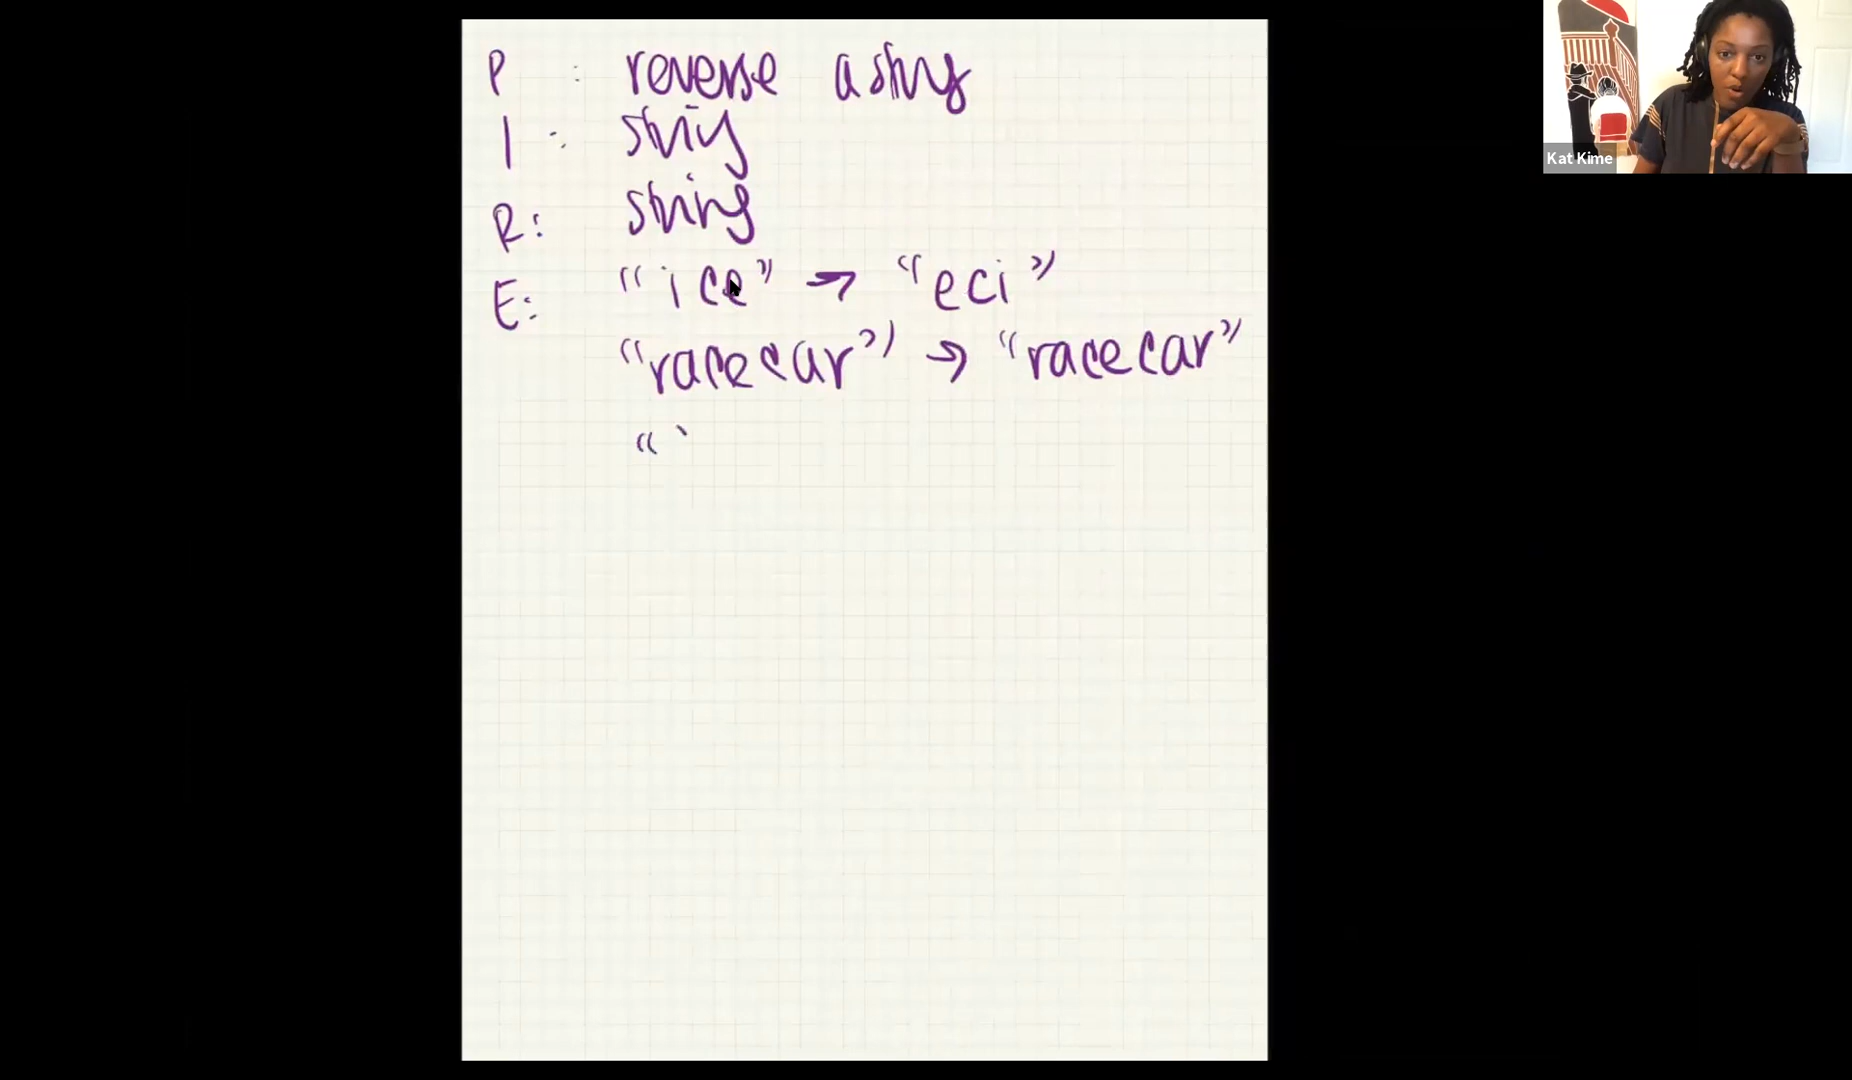 P : reverse a string
I : string
R : string
E : "ice" → "eci"
"racecar" → "racecar"
"
Kat Kime